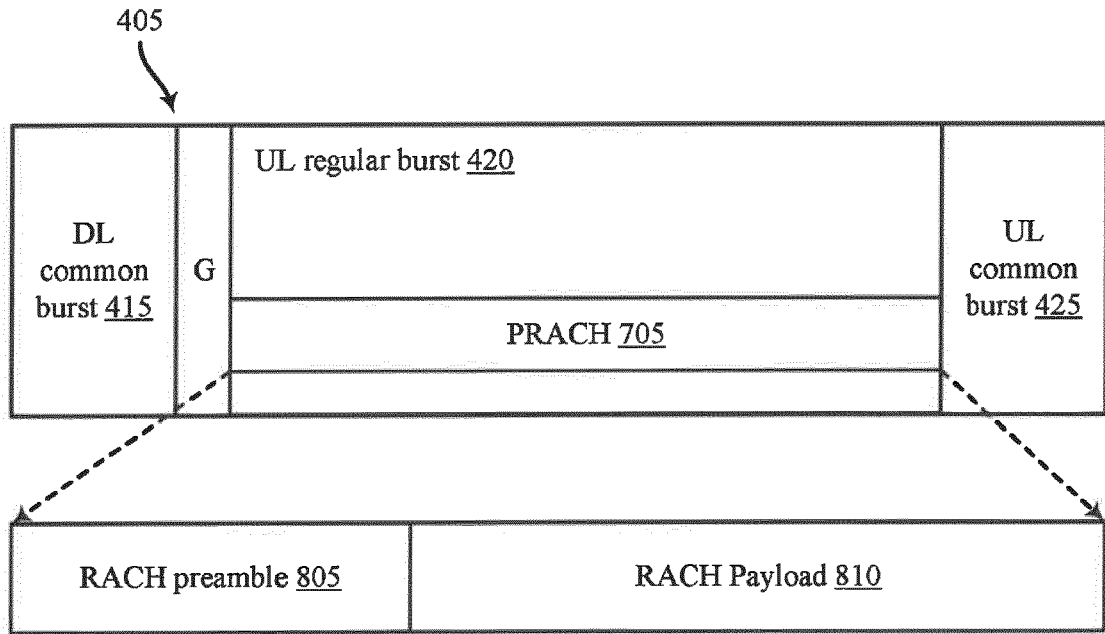 405
UL regular burst 420
DL
common
burst 415
G
UL
common
burst 425
PRACH 705
RACH preamble 805
RACH Payload 810